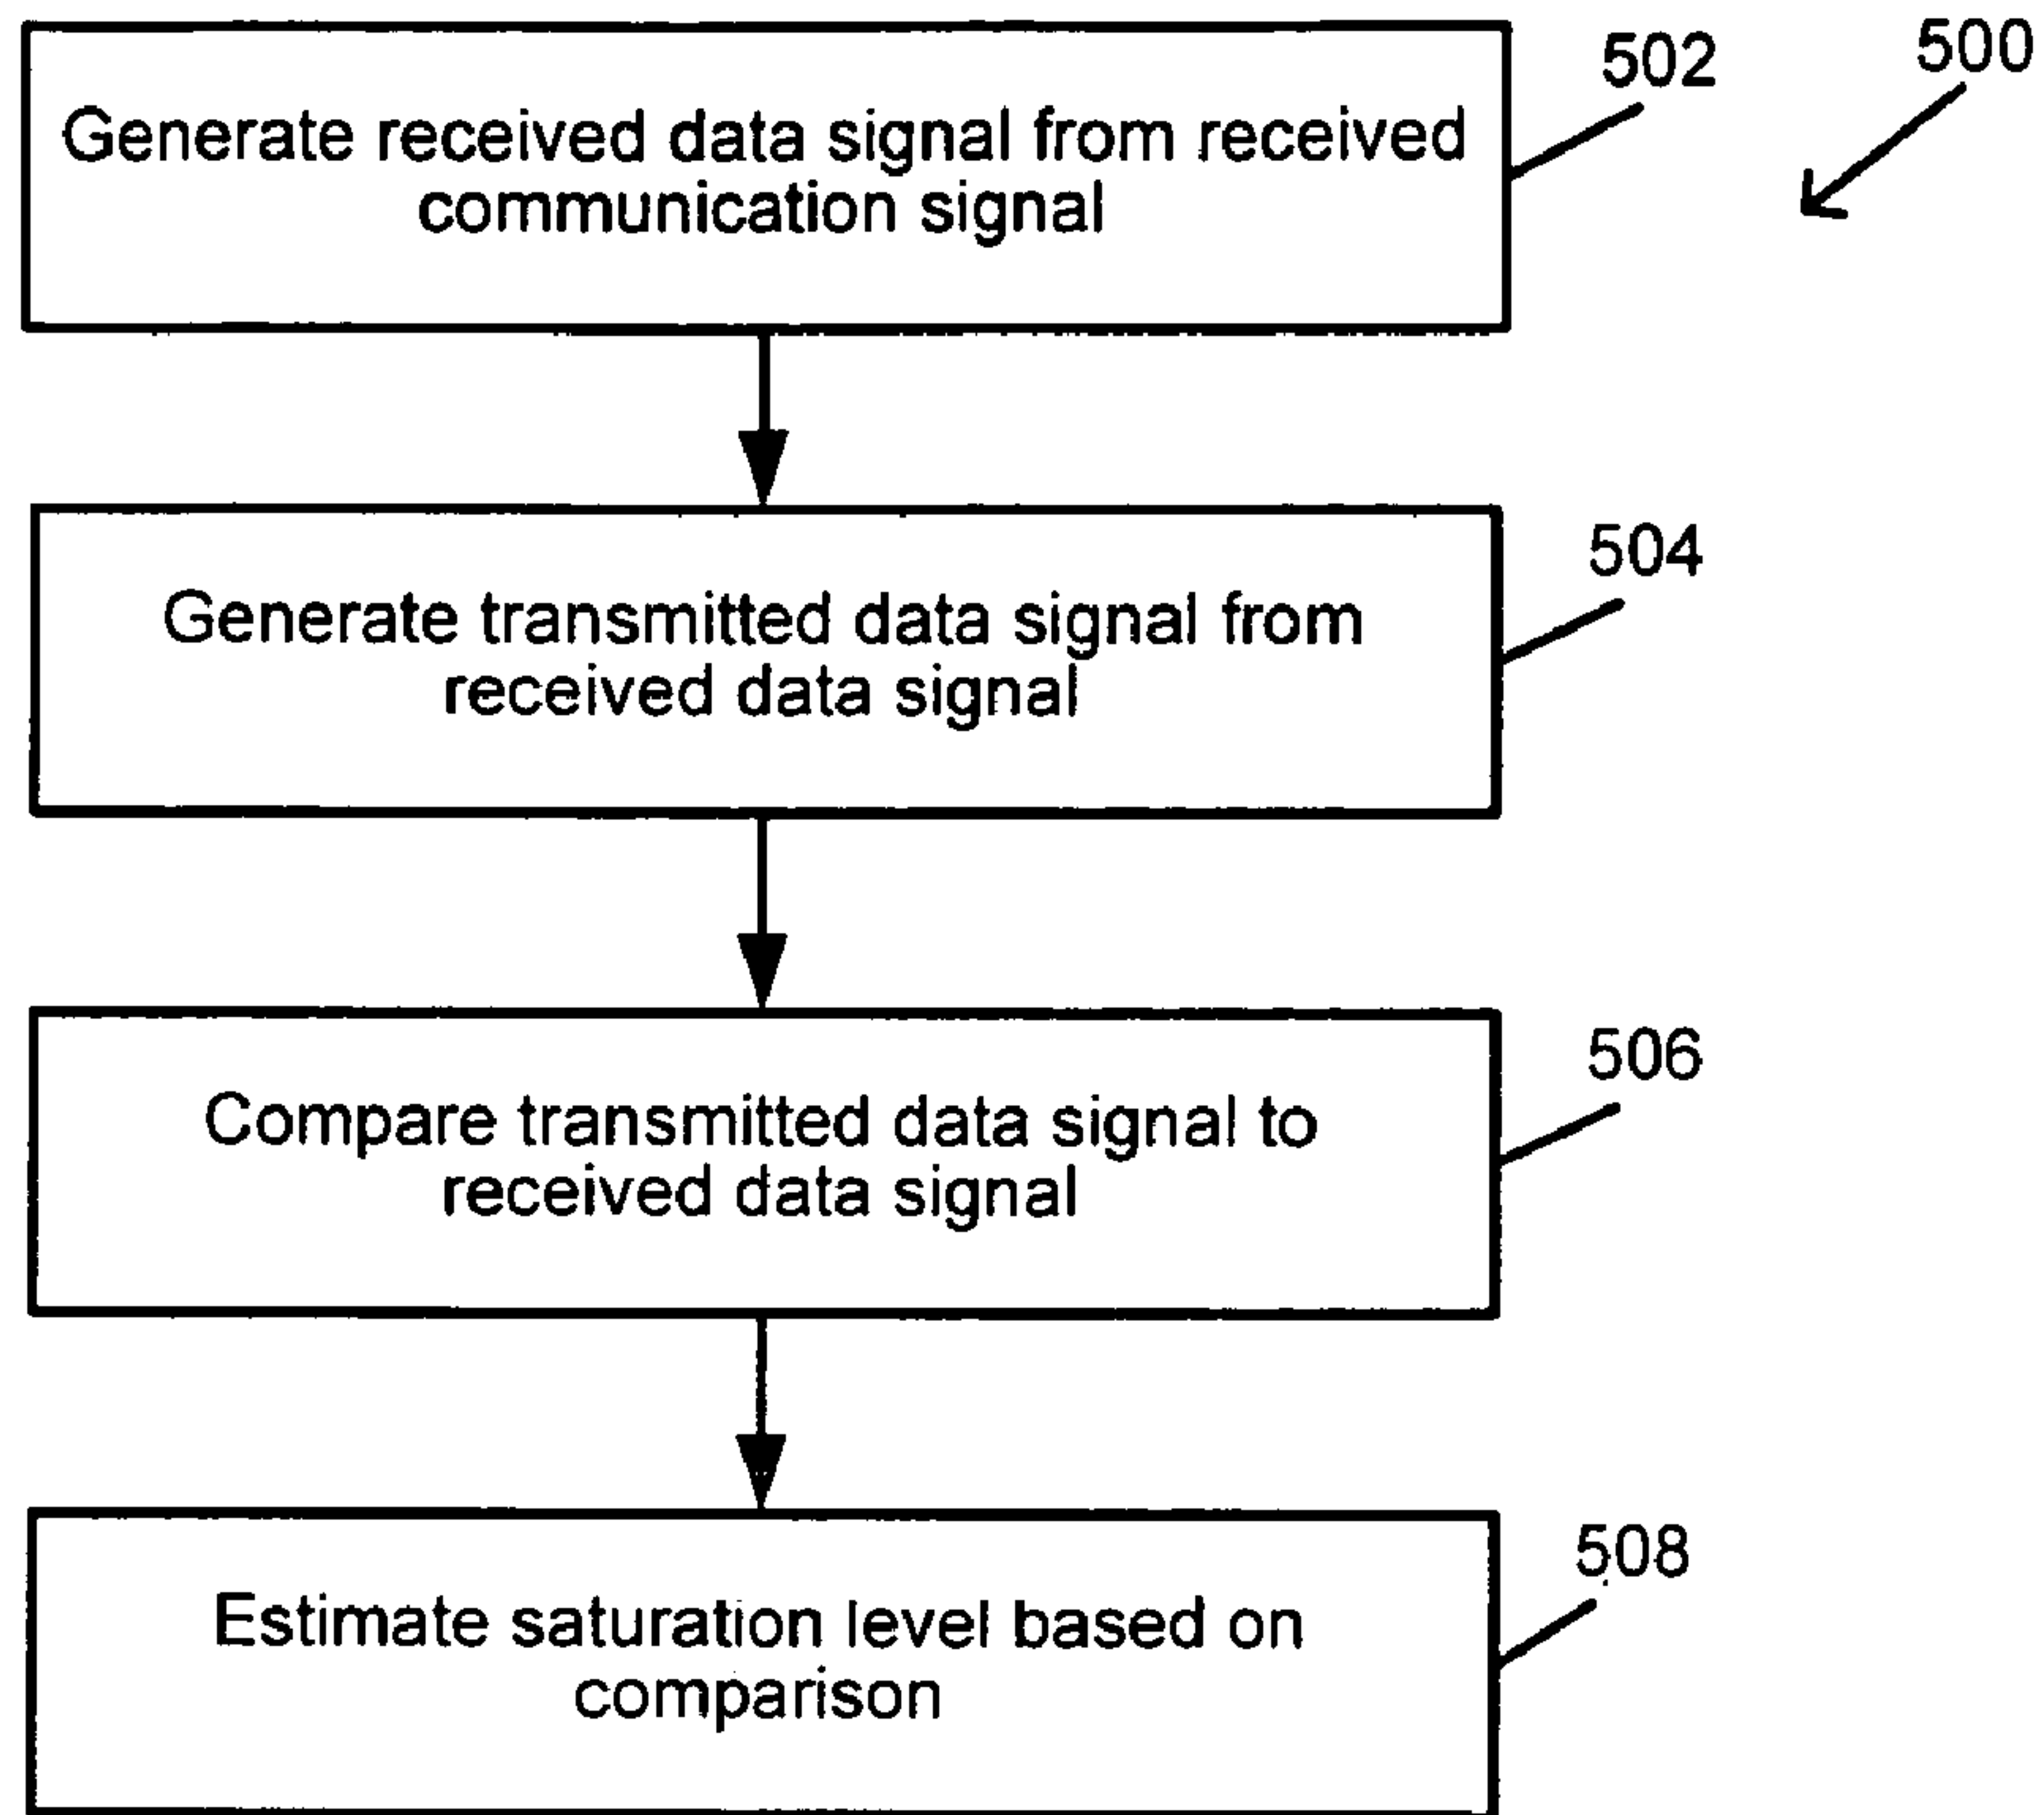 500
502
Generate received data signal from received
communication signal
504
Generate transmitted data signal from
received data signal
506
Compare transmitted data signal to
received data signal
508
Estimate saturation level based on
comparison